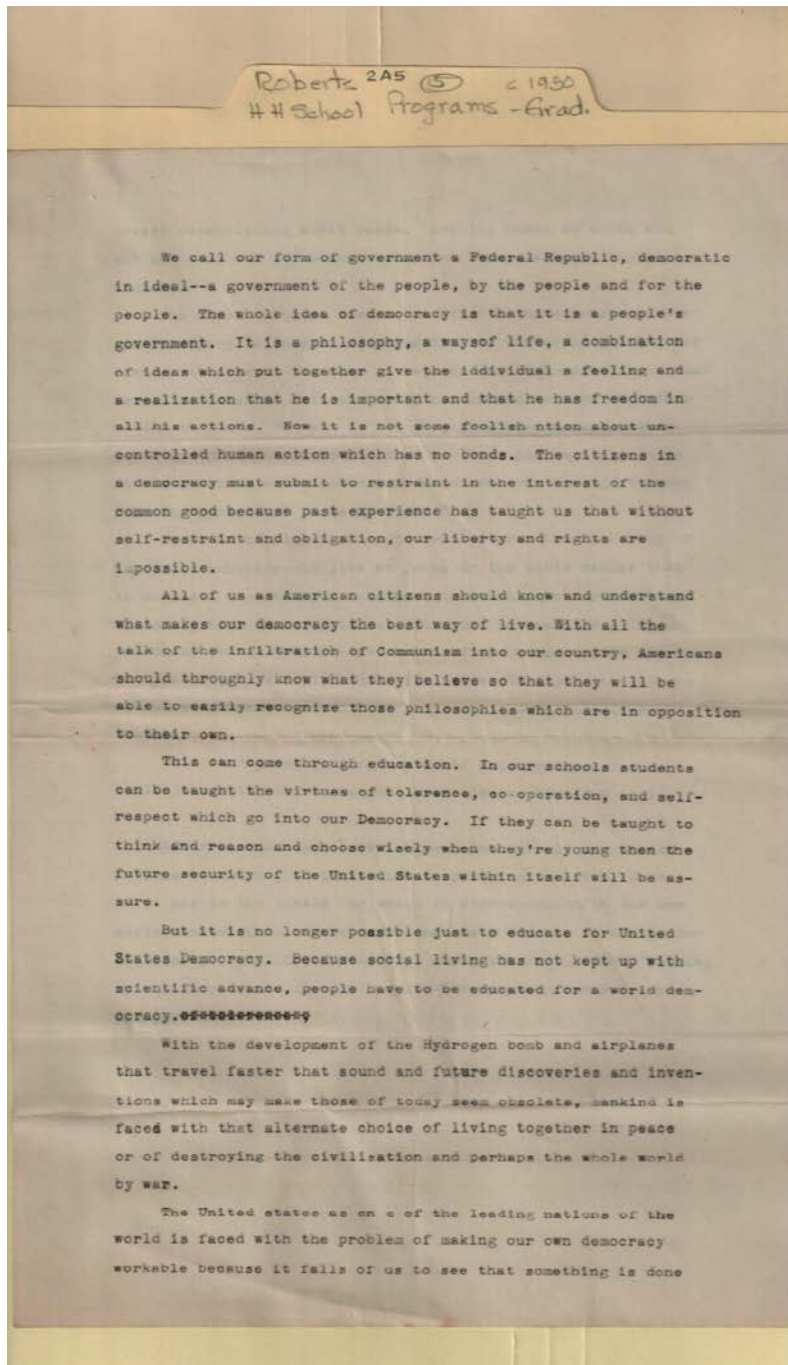 Roberts 2A5 (5) c 1950
HH School Programs - Grad.
We call our form of government a Federal Republic, democratic
in ideal--a government of the people, by the people and for the
people. The whole idea of democracy is that it is a people's
government. It is a philosophy, a waysof life, a combination
of ideas which put together give the individual a feeling and
a realization that he is important and that he has freedom in
all his actions. Now it is not some foolish ntion about un-
controlled human action which has no bonds. The citizens in
a democracy must submit to restraint in the interest of the
common good because past experience has taught us that without
self-restraint and obligation, our liberty and rights are
i possible.
All of us as American citizens should know and understand
what makes our democracy the best way of live. With all the
talk of the infiltration of Communism into our country, Americans
should throughly know what they believe so that they will be
able to easily recognize those philosophies which are in opposition
to their own.
This can come through education. In our schools students
can be taught the virtues of tolerence, co-operation, and self-
respect which go into our Democracy. If they can be taught to
think and reason and choose wisely when they're young then the
future security of the United States within itself will be as-
sure.
But it is no longer possible just to educate for United
States Democracy. Because social living has not kept up with
scientific advance, people have to be educated for a world dem-
ocracy.
With the development of the Hydrogen bomb and airplanes
that travel faster that sound and future discoveries and inven-
tions which may make those of today seem obsolete, mankind is
faced with that alternate choice of living together in peace
or of destroying the civilization and perhaps the whole world
by war.
The United states as on e of the leading nations of the
world is faced with the problem of making our own democracy
workable because it falls of us to see that something is done